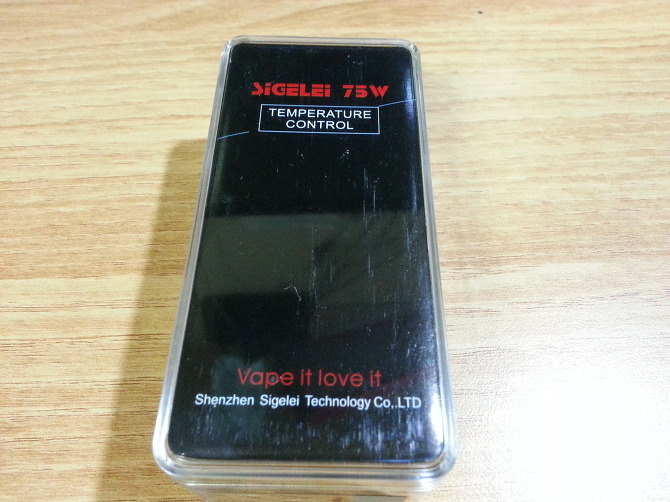 SiGELEi 75W
TEMPERATURE
CONTROL
Vape it love it
Shenzhen Sigelei Technology Co,.LTD